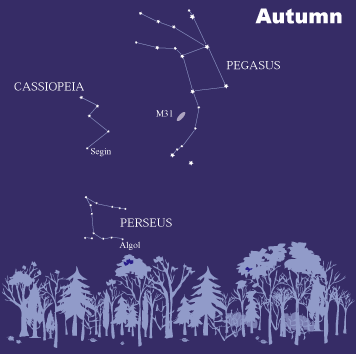 Autumn
PEGASUS
CASSIOPEIA
M31
Segin
PERSEUS
Algol